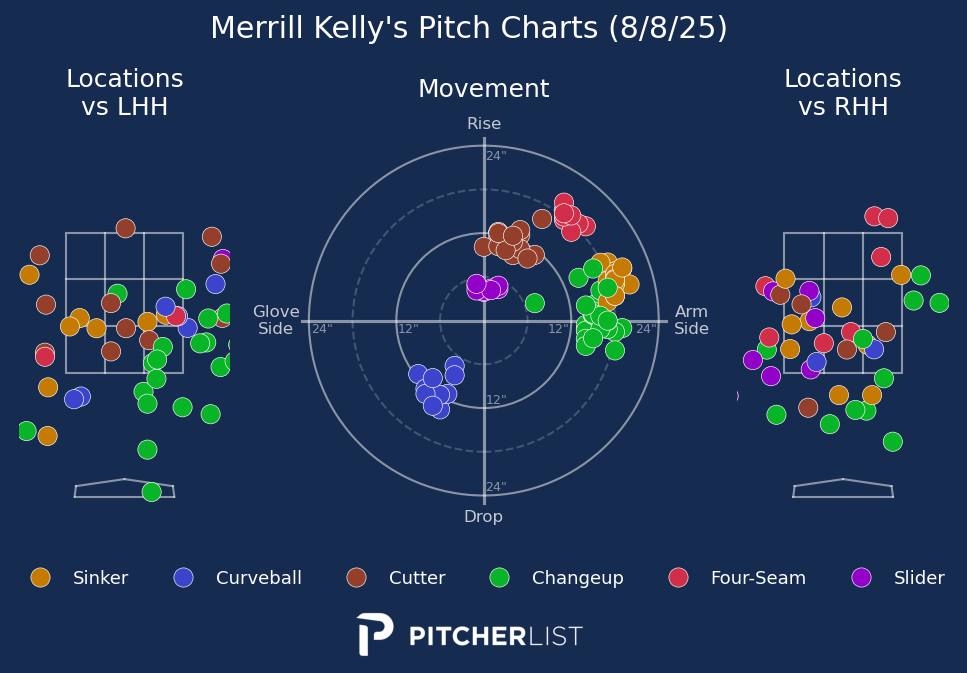 Merrill Kelly's Pitch Charts (8/8/25)
Locations
vs LHH
Movement
Locations
vs RHH
Rise
24"
Glove
Side
24"
12"
12"
24"
Arm
Side
12"
24"
Drop
Sinker
Curveball
Cutter
Changeup
Four-Seam
Slider
PITCHERLIST